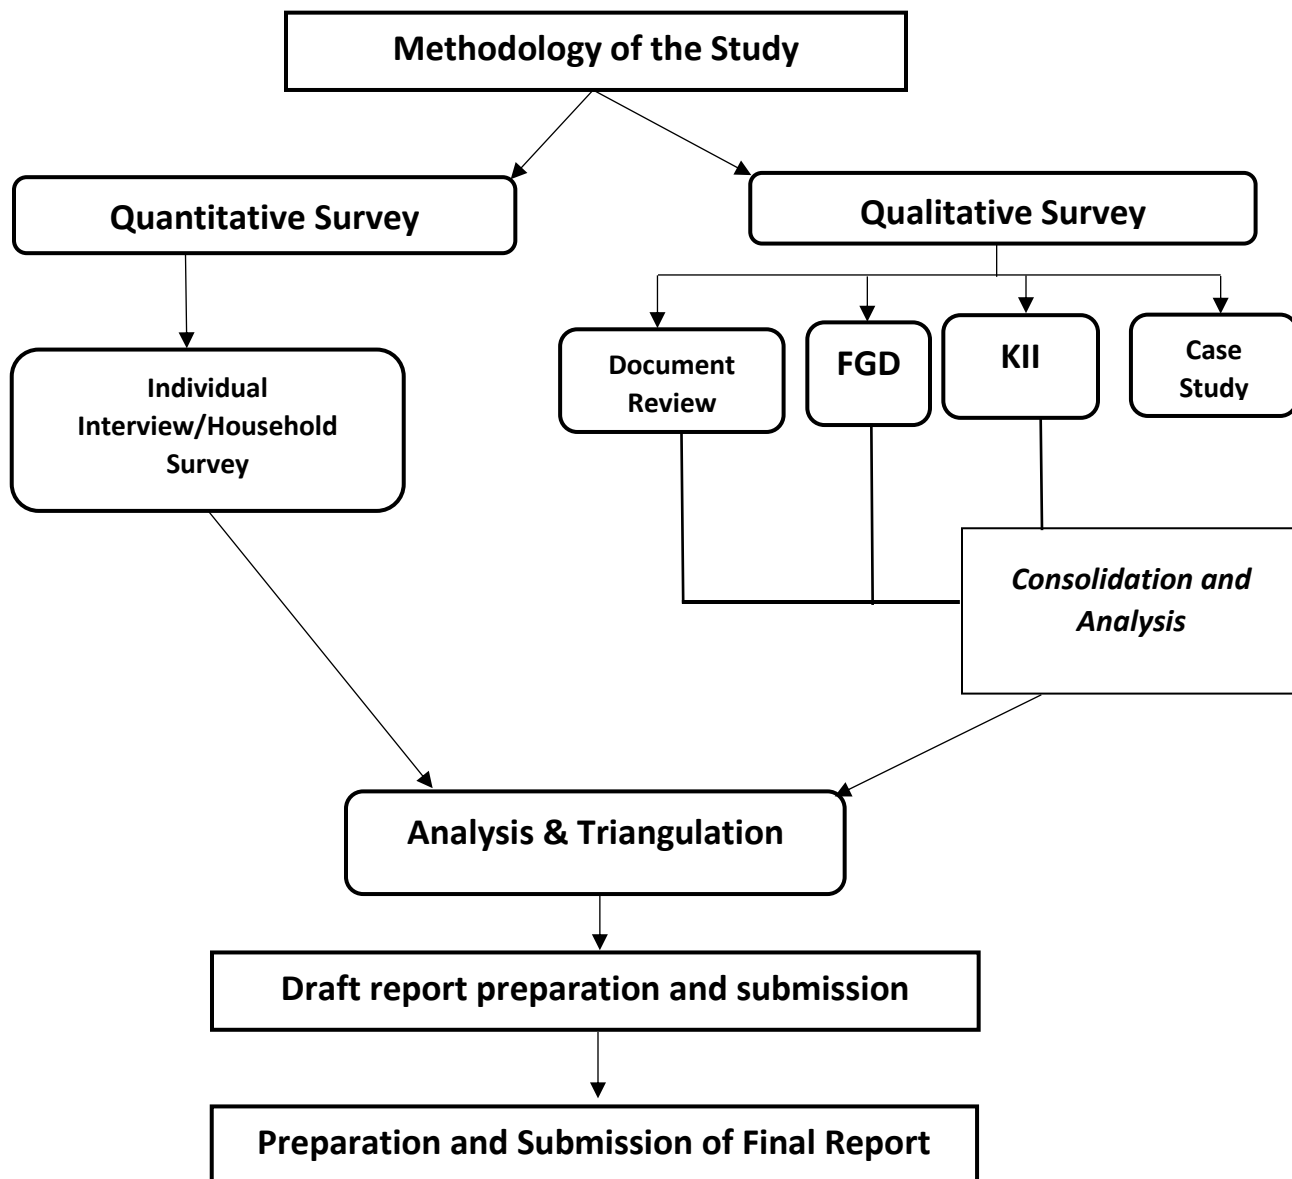 Methodology of the Study
Quantitative Survey
Qualitative Survey
Document
Review
FGD
KII
Case
Study
Individual
Interview/Household
Survey
Consolidation and
Analysis
Analysis & Triangulation
Draft report preparation and submission
Preparation and Submission of Final Report